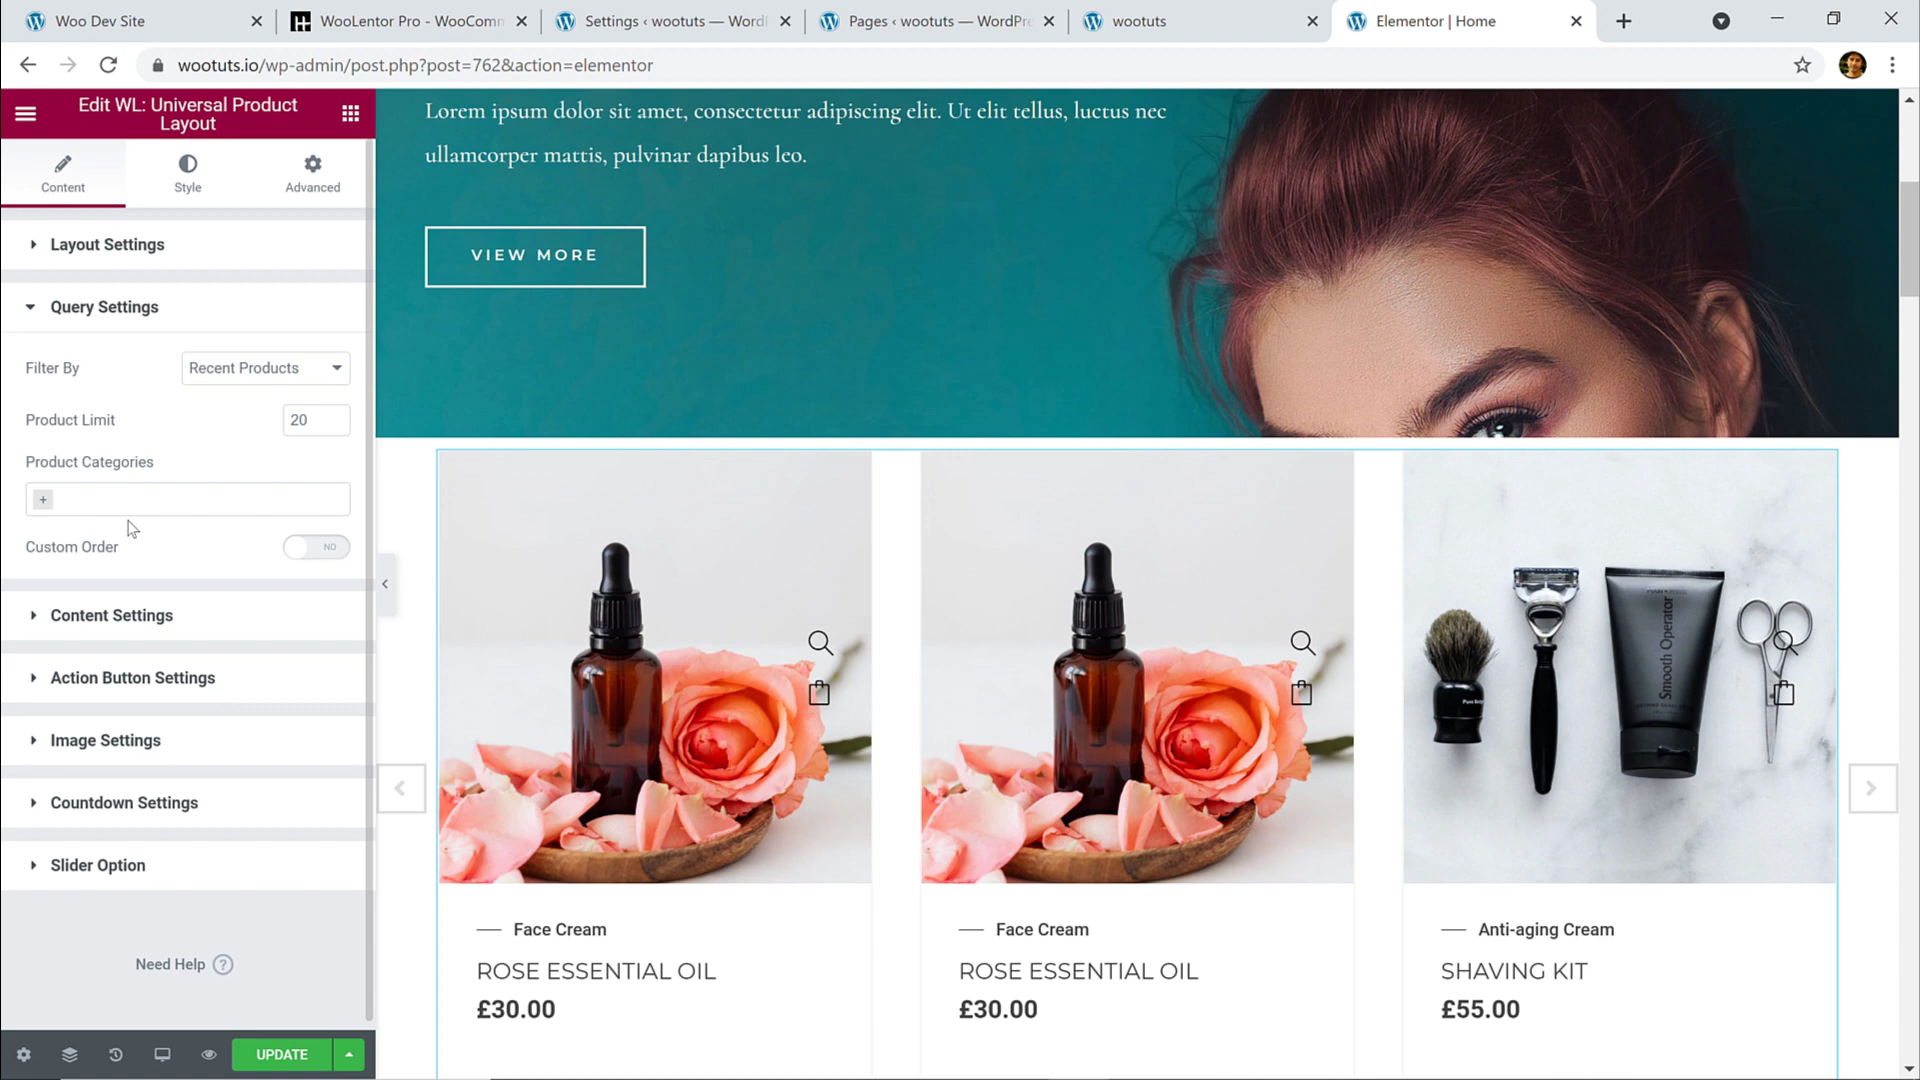 Woo Dev Site
WooLentor Pro - WooComm
Settings ‹ wootuts — Word
Pages ‹ wootuts — WordPre
wootuts
Elementor | Home
wootuts.io/wp-admin/post.php?post=762&action=elementor
Edit WL: Universal Product
Layout
Content
Style
Advanced
Layout Settings
Query Settings
Filter By
Recent Products
Product Limit
20
Product Categories
+
Custom Order
NO
Content Settings
Action Button Settings
Image Settings
Countdown Settings
Slider Option
Need Help ?
UPDATE
Lorem ipsum dolor sit amet, consectetur adipiscing elit. Ut elit tellus, luctus nec
ullamcorper mattis, pulvinar dapibus leo.
VIEW MORE
Smooth Operator
Face Cream
ROSE ESSENTIAL OIL
£30.00
Face Cream
ROSE ESSENTIAL OIL
£30.00
Anti-aging Cream
SHAVING KIT
£55.00